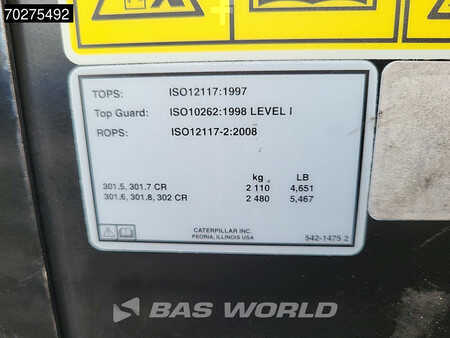 70275492
TOPS: ISO12117:1997
Top Guard: ISO10262:1998 LEVEL I
ROPS: ISO12117-2:2008
kg LB
301.5, 301.7 CR 2 110 4,651
301.6, 301.8, 302 CR 2 480 5,467
CATERPILLAR INC.
PEORIA, ILLINOIS USA
542-1475 2
BAS WORLD